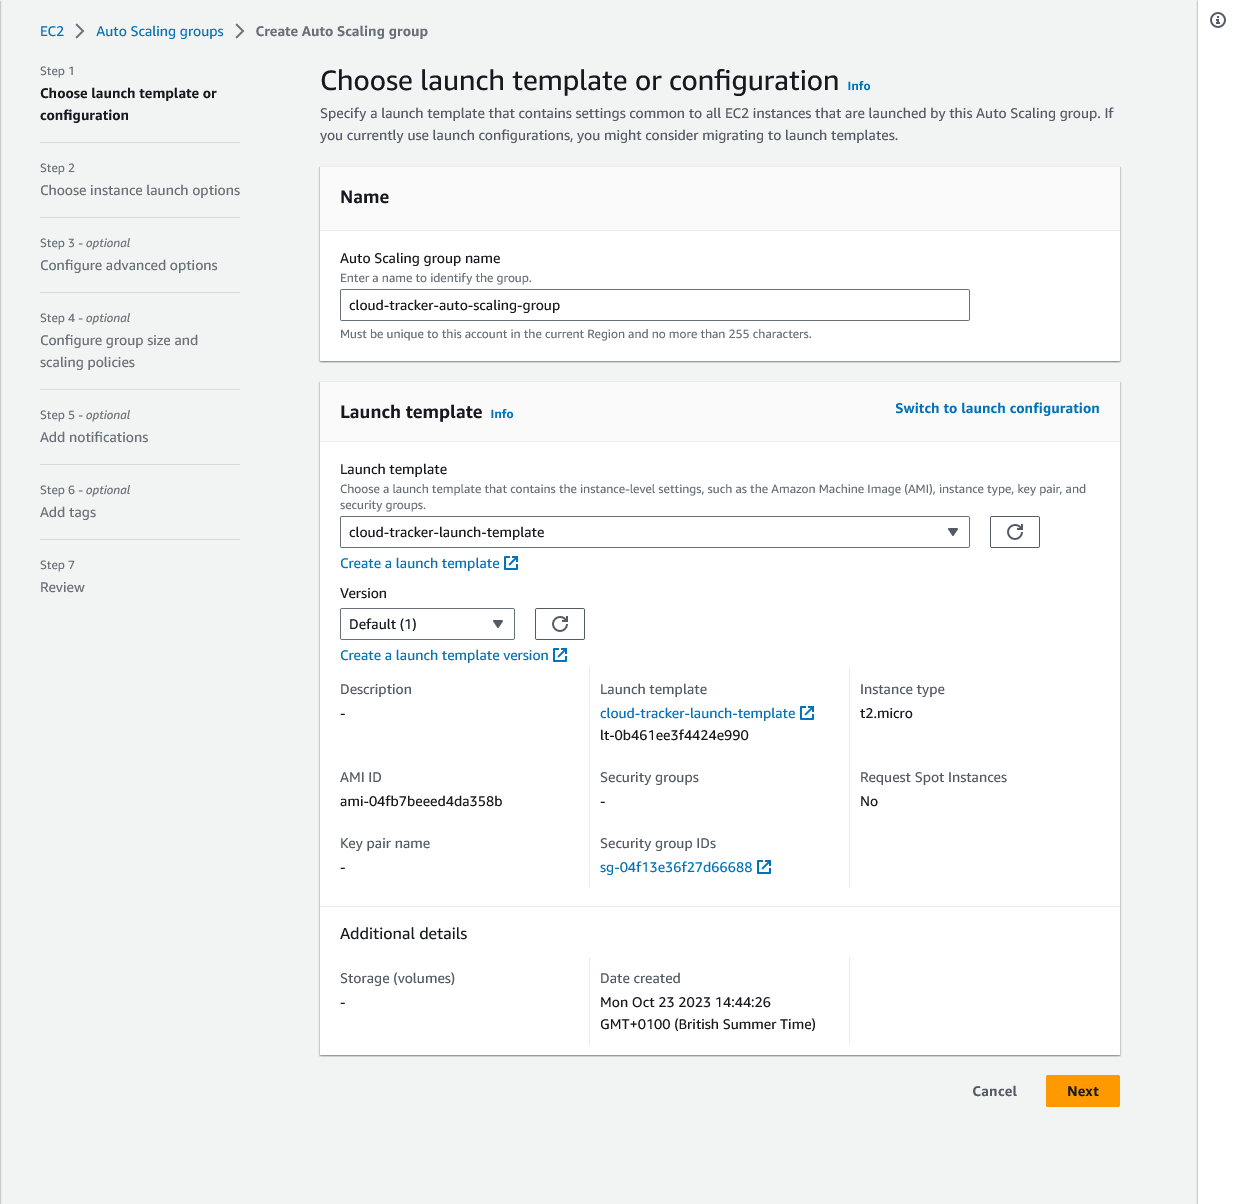 EC2 > Auto Scaling groups > Create Auto Scaling group
Step 1
Choose launch template or
configuration
Step 2
Choose instance launch options
Step 3 - optional
Configure advanced options
Step 4 - optional
Configure group size and
scaling policies
Step 5 - optional
Add notifications
Step 6 - optional
Add tags
Step 7
Review
Choose launch template or configuration Info
Specify a launch template that contains settings common to all EC2 instances that are launched by this Auto Scaling group. If
you currently use launch configurations, you might consider migrating to launch templates.
Name
Auto Scaling group name
Enter a name to identify the group.
cloud-tracker-auto-scaling-group
Must be unique to this account in the current Region and no more than 255 characters.
Launch template Info
Switch to launch configuration
Launch template
Choose a launch template that contains the instance-level settings, such as the Amazon Machine Image (AMI), instance type, key pair, and
security groups.
cloud-tracker-launch-template
Create a launch template
Version
Default (1)
Create a launch template version
Description
-
Launch template
cloud-tracker-launch-template
lt-0b461ee3f4424e990
Instance type
t2.micro
AMI ID
ami-04fb7beeed4da358b
Security groups
-
Request Spot Instances
No
Key pair name
-
Security group IDs
sg-04f13e36f27d66688
Additional details
Storage (volumes)
-
Date created
Mon Oct 23 2023 14:44:26
GMT+0100 (British Summer Time)
Cancel
Next